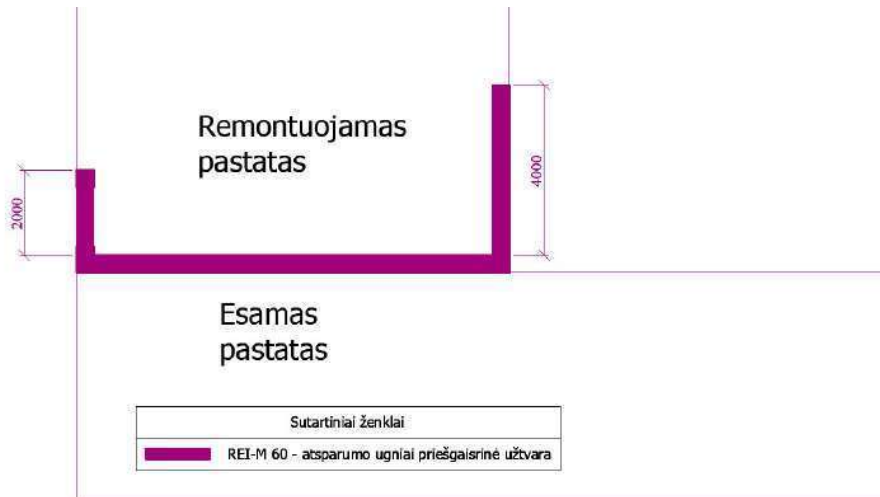 Remontuojamas
pastatas
4000
2000
Esamas
pastatas
Sutartiniai ženklai
REI-M 60 - atsparumo ugniai priešgaisrinė užtvara